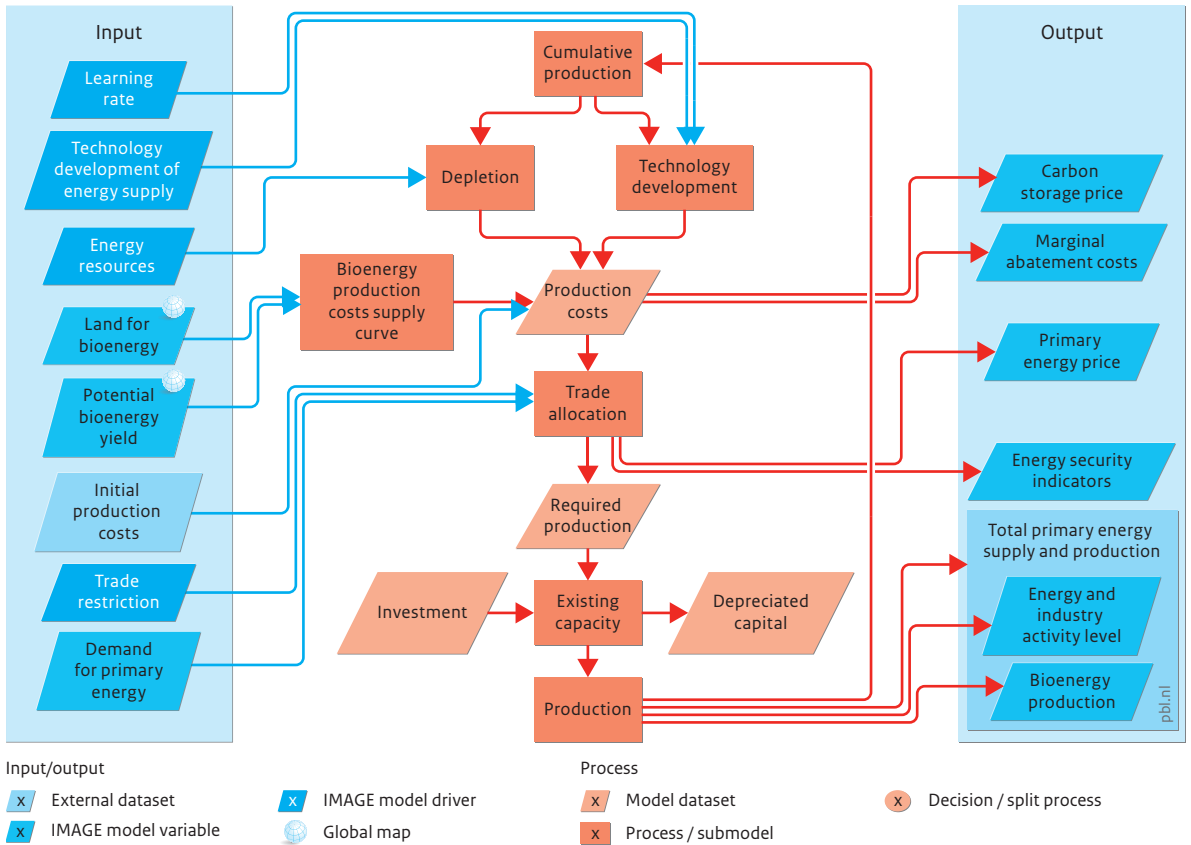 Input
Learning
rate
Technology
development of
energy supply
Energy
resources
Land for
bioenergy
Potential
bioenergy
yield
Initial
production
costs
Trade
restriction
Demand
for primary
energy
Cumulative
production
Depletion
Technology
development
Bioenergy
production
costs supply
curve
Production
costs
Trade
allocation
Required
production
Investment
Existing
capacity
Depreciated
capital
Production
Output
Carbon
storage price
Marginal
abatement costs
Primary
energy price
Energy security
indicators
Total primary energy
supply and production
Energy and
industry
activity level
Bioenergy
production
pbl.nl
Input/output
x External dataset
x IMAGE model variable
x IMAGE model driver
Global map
Process
x Model dataset
x Process / submodel
x Decision / split process